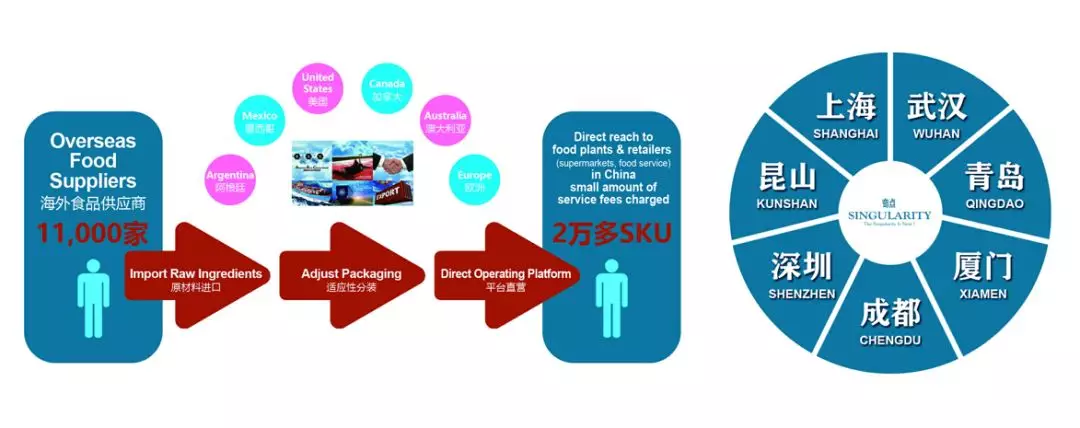 Overseas
Food
Suppliers
海外食品供应商
11,000家
Argentina
阿根廷
Mexico
墨西哥
United
States
美国
Canada
加拿大
Australia
澳大利亚
Europe
欧洲
EXPORT
Import Raw Ingredients
原材料进口
Adjust Packaging
适应性分装
Direct Operating Platform
平台直营
Direct reach to
food plants & retailers
(supermarkets, food service)
in China
small amount of
service fees charged
2万多SKU
上海
SHANGHAI
武汉
WUHAN
昆山
KUNSHAN
青岛
QINGDAO
奇点
SINGULARITY
The Singularity Is Near !
深圳
SHENZHEN
厦门
XIAMEN
成都
CHENGDU